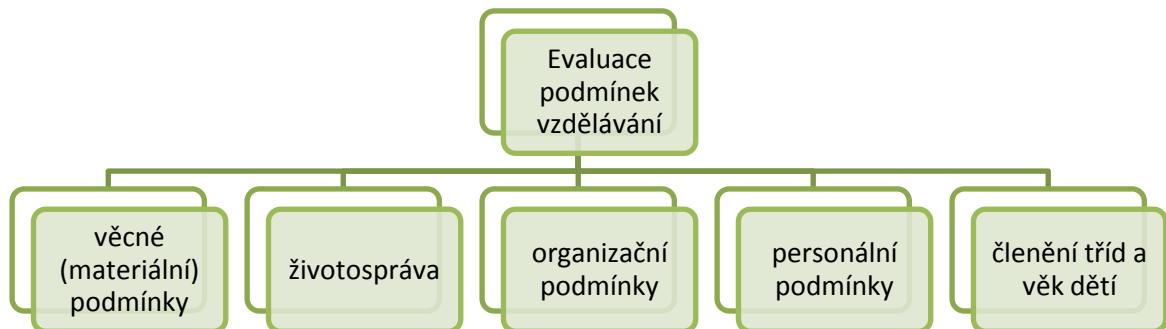 Evaluace
podmínek
vzdělávání
věcné
(materiální)
podmínky
životospráva
organizační
podmínky
personální
podmínky
členění tříd a
věk dětí